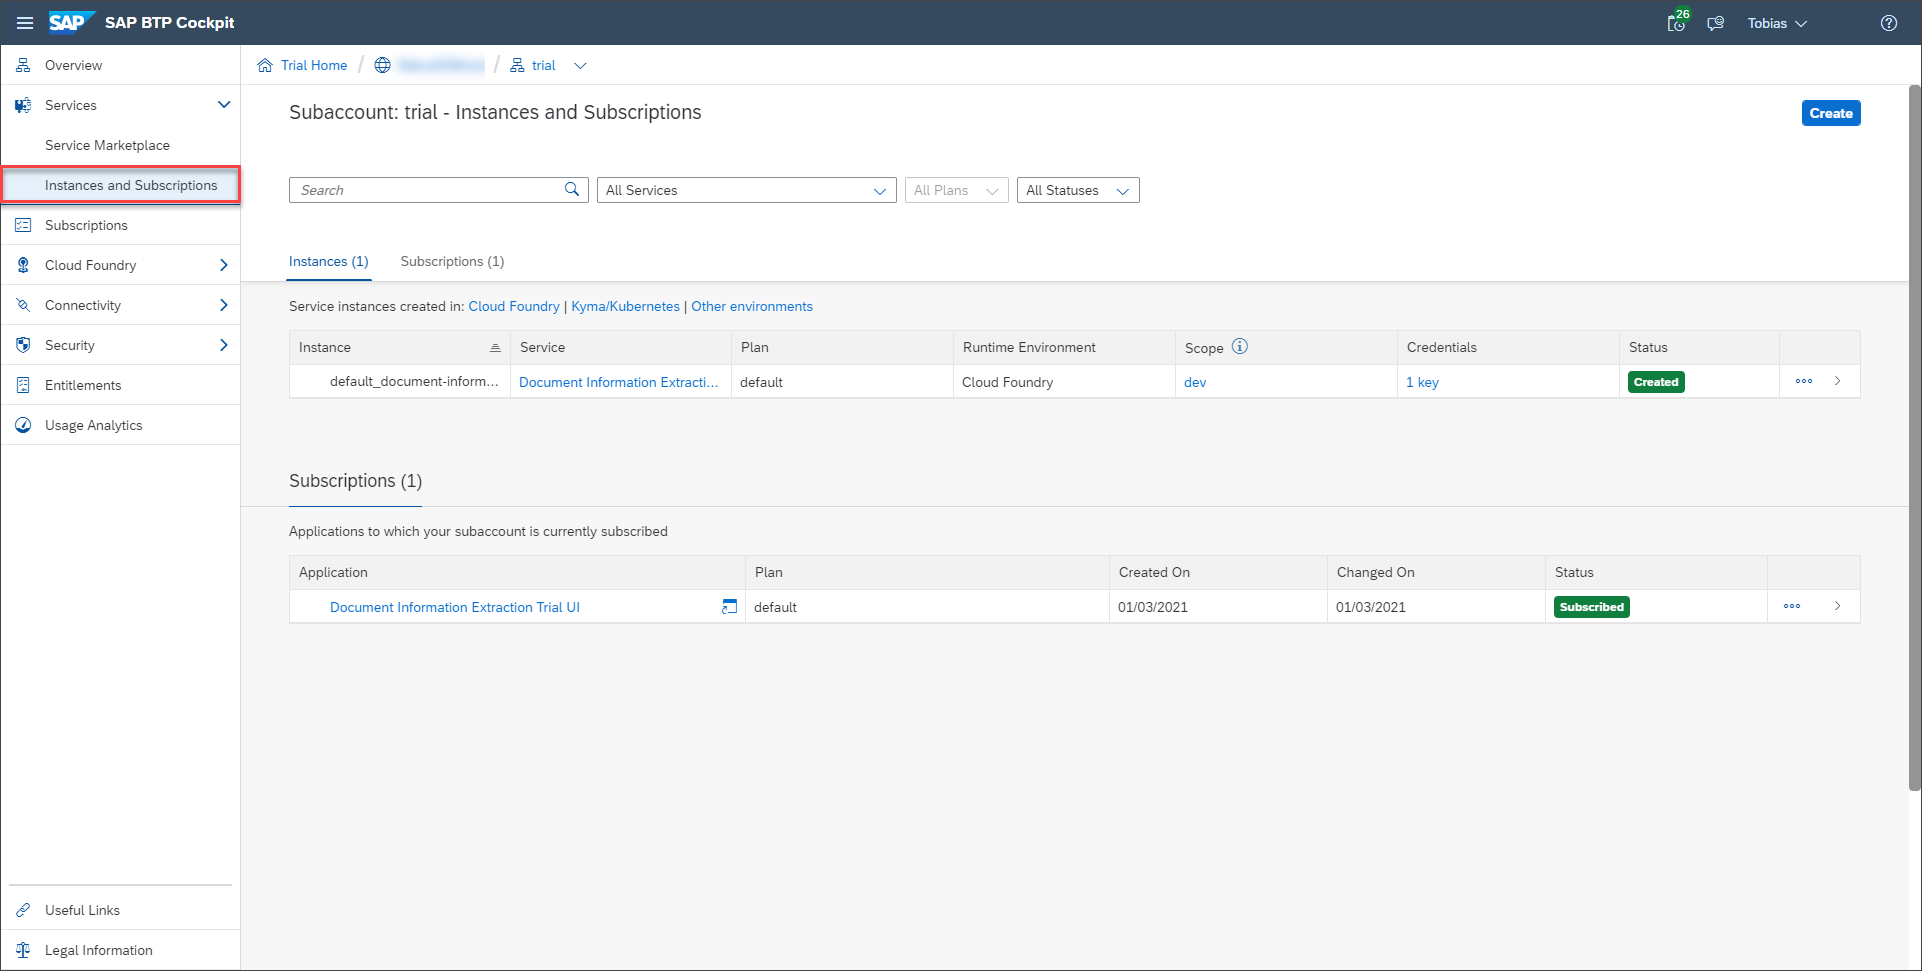 SAP SAP BTP Cockpit
26
Tobias
Overview
Services
Service Marketplace
Instances and Subscriptions
Subscriptions
Cloud Foundry
Connectivity
Security
Entitlements
Usage Analytics
Useful Links
Legal Information
Trial Home / / trial
Subaccount: trial - Instances and Subscriptions
Create
Search
All Services
All Plans
All Statuses
Instances (1) Subscriptions (1)
Service instances created in: Cloud Foundry | Kyma/Kubernetes | Other environments
Instance Service Plan Runtime Environment Scope Credentials Status
default_document-inform... Document Information Extracti... default Cloud Foundry dev 1 key Created
Subscriptions (1)
Applications to which your subaccount is currently subscribed
Application Plan Created On Changed On Status
Document Information Extraction Trial UI default 01/03/2021 01/03/2021 Subscribed